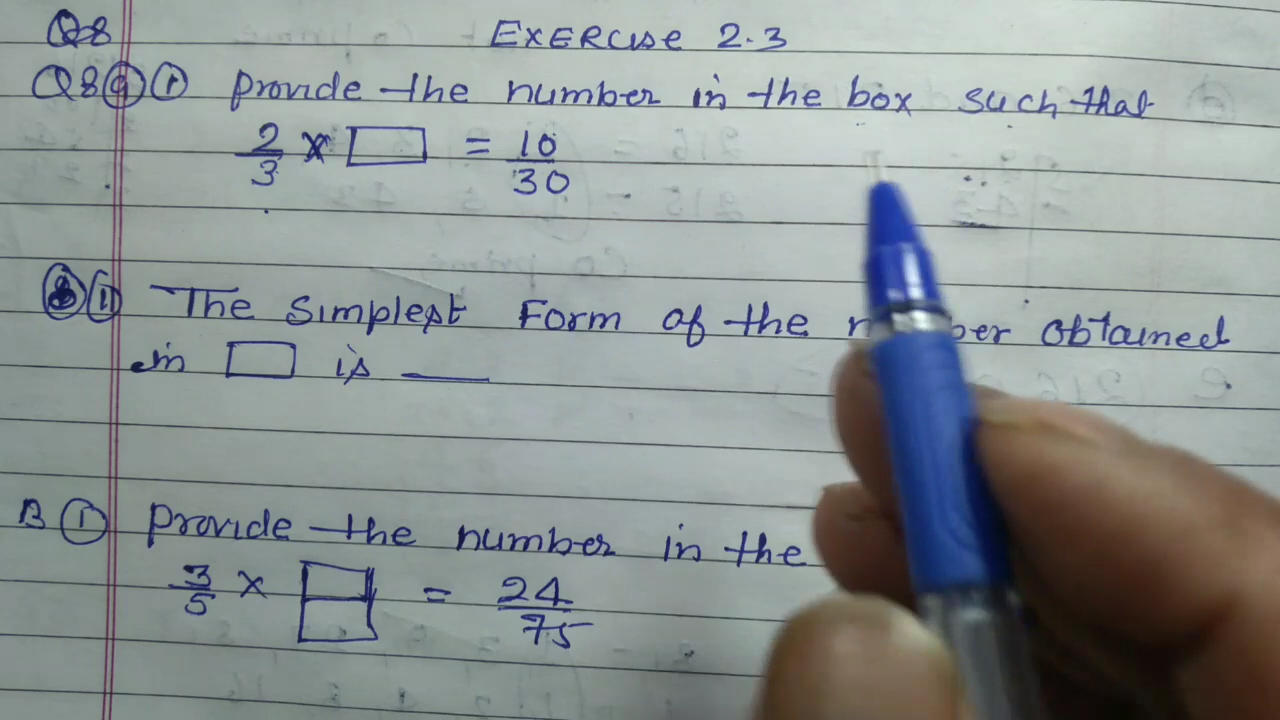 Q8 EXERCISE 2.3
Q8 (a) (i) Provide the number in the box such that
2/3 × □ = 10/30
(ii) The Simplest Form of the obtained
in □ is ____
B (i) Provide the number in the
3/5 × □ = 24/75